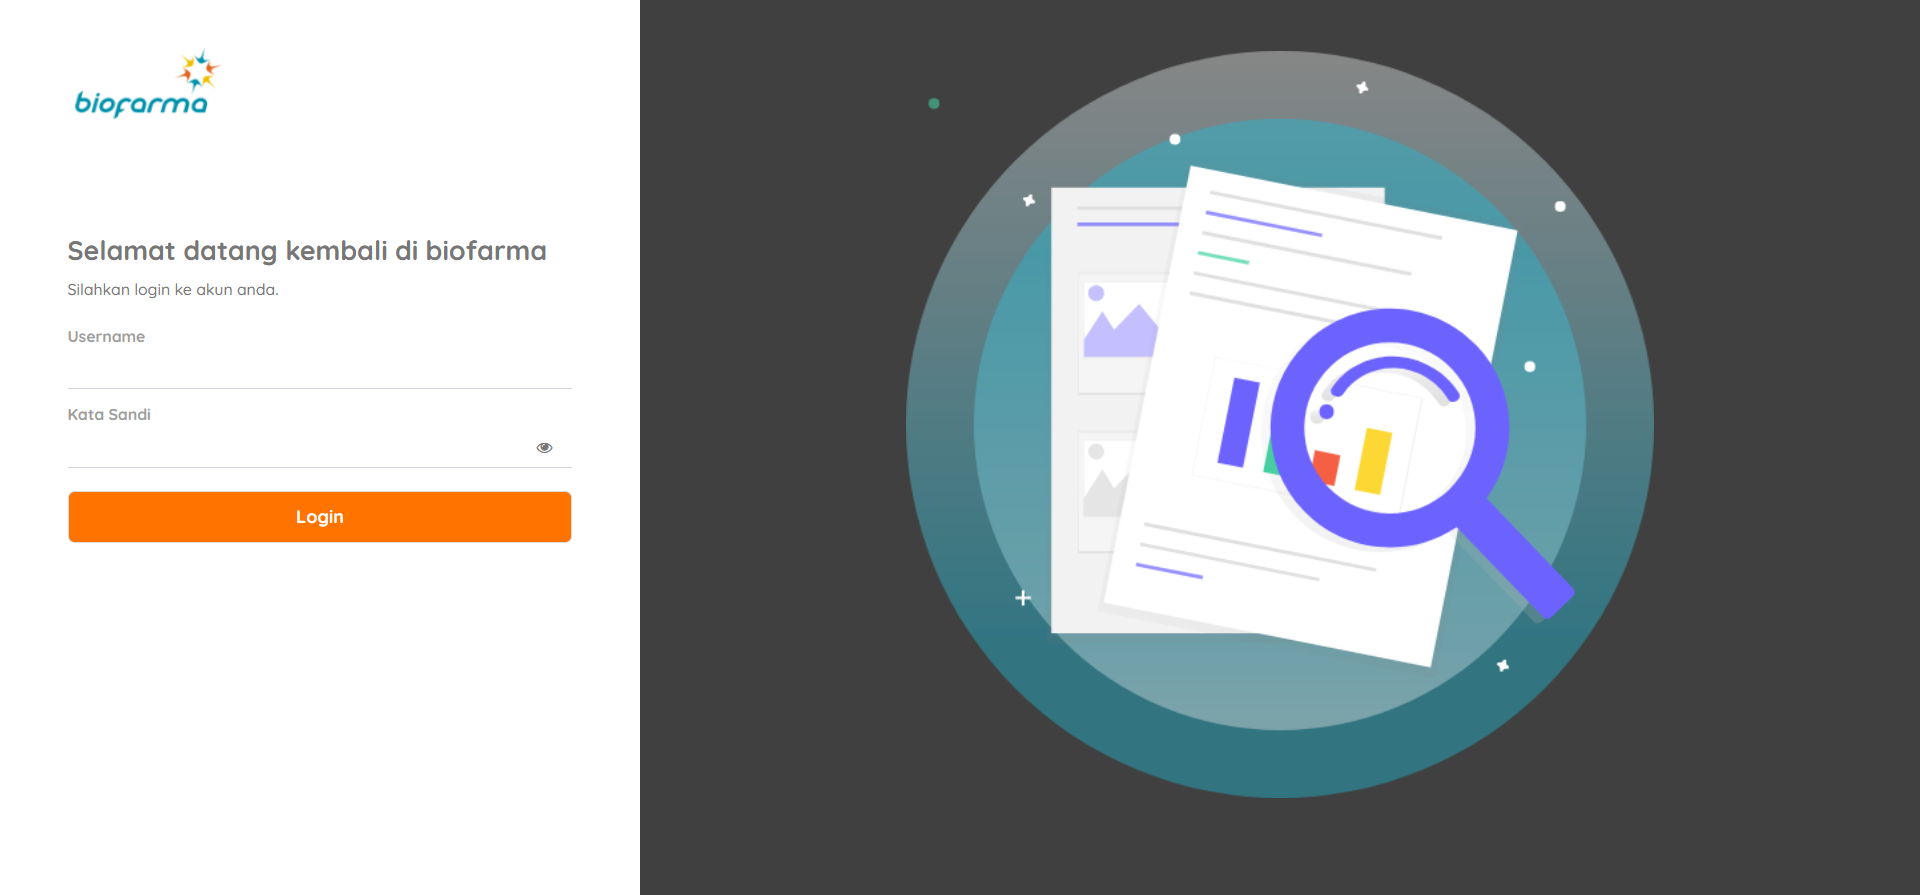 biofarma
Selamat datang kembali di biofarma
Silahkan login ke akun anda.
Username
Kata Sandi
Login